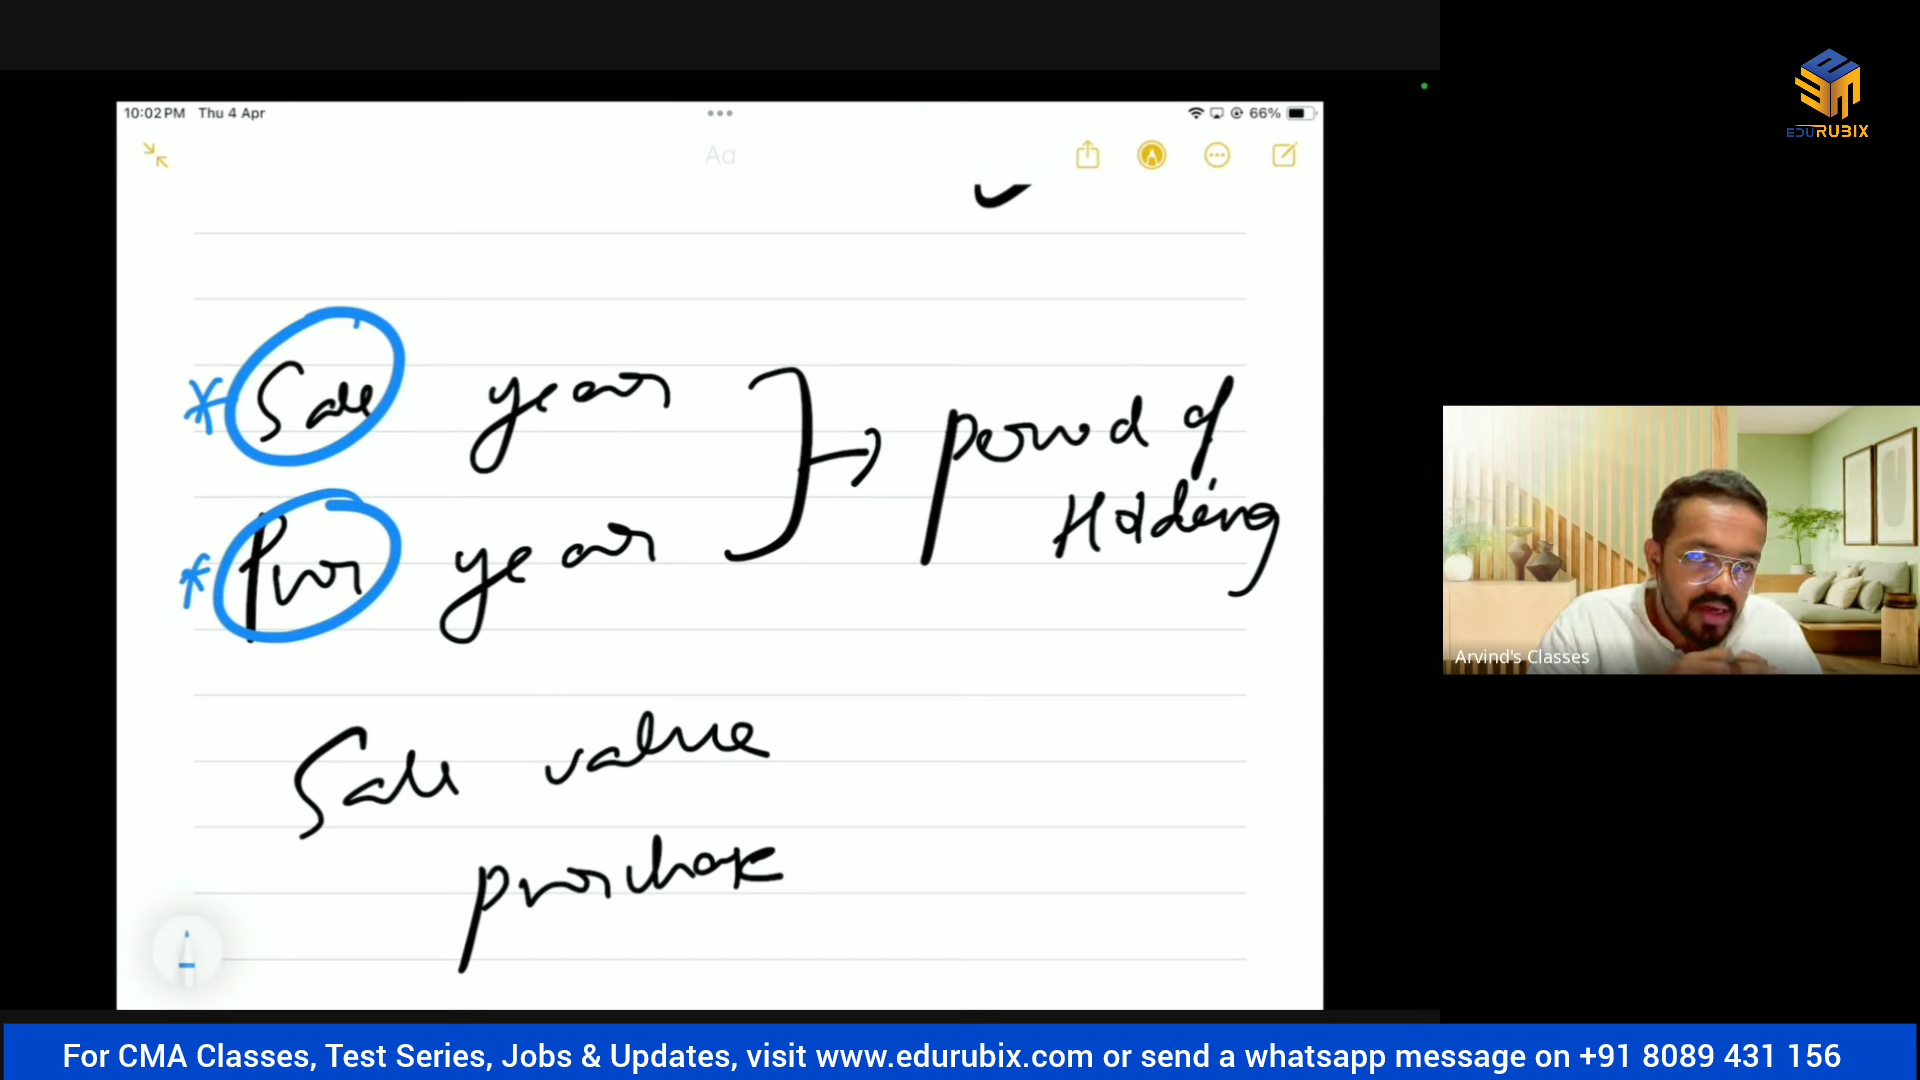 EDURUBIX
10:02 PM Thu 4 Apr
66%
Aa
* Sale year
period of
Holding
* Pur year
Sale value
purchase
Arvind's Classes
For CMA Classes, Test Series, Jobs & Updates, visit www.edurubix.com or send a whatsapp message on +91 8089 431 156